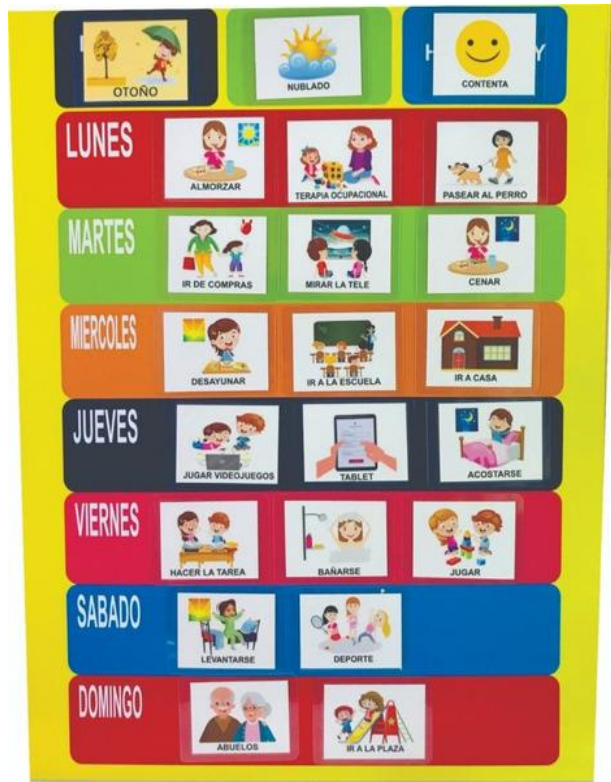 OTOÑO
NUBLADO
H Y
CONTENTA
LUNES
ALMORZAR
TERAPIA OCUPACIONAL
PASEAR AL PERRO
MARTES
IR DE COMPRAS
MIRAR LA TELE
CENAR
MIERCOLES
DESAYUNAR
IR A LA ESCUELA
IR A CASA
JUEVES
JUGAR VIDEOJUEGOS
TABLET
ACOSTARSE
VIERNES
HACER LA TAREA
BAÑARSE
JUGAR
SABADO
LEVANTARSE
DEPORTE
DOMINGO
ABUELOS
IR A LA PLAZA